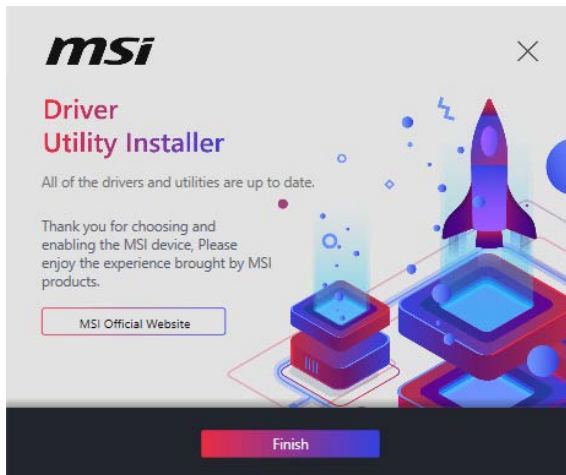 msi
Driver
Utility Installer
All of the drivers and utilities are up to date.
Thank you for choosing and
enabling the MSI device, Please
enjoy the experience brought by MSI
products.
MSI Official Website
Finish